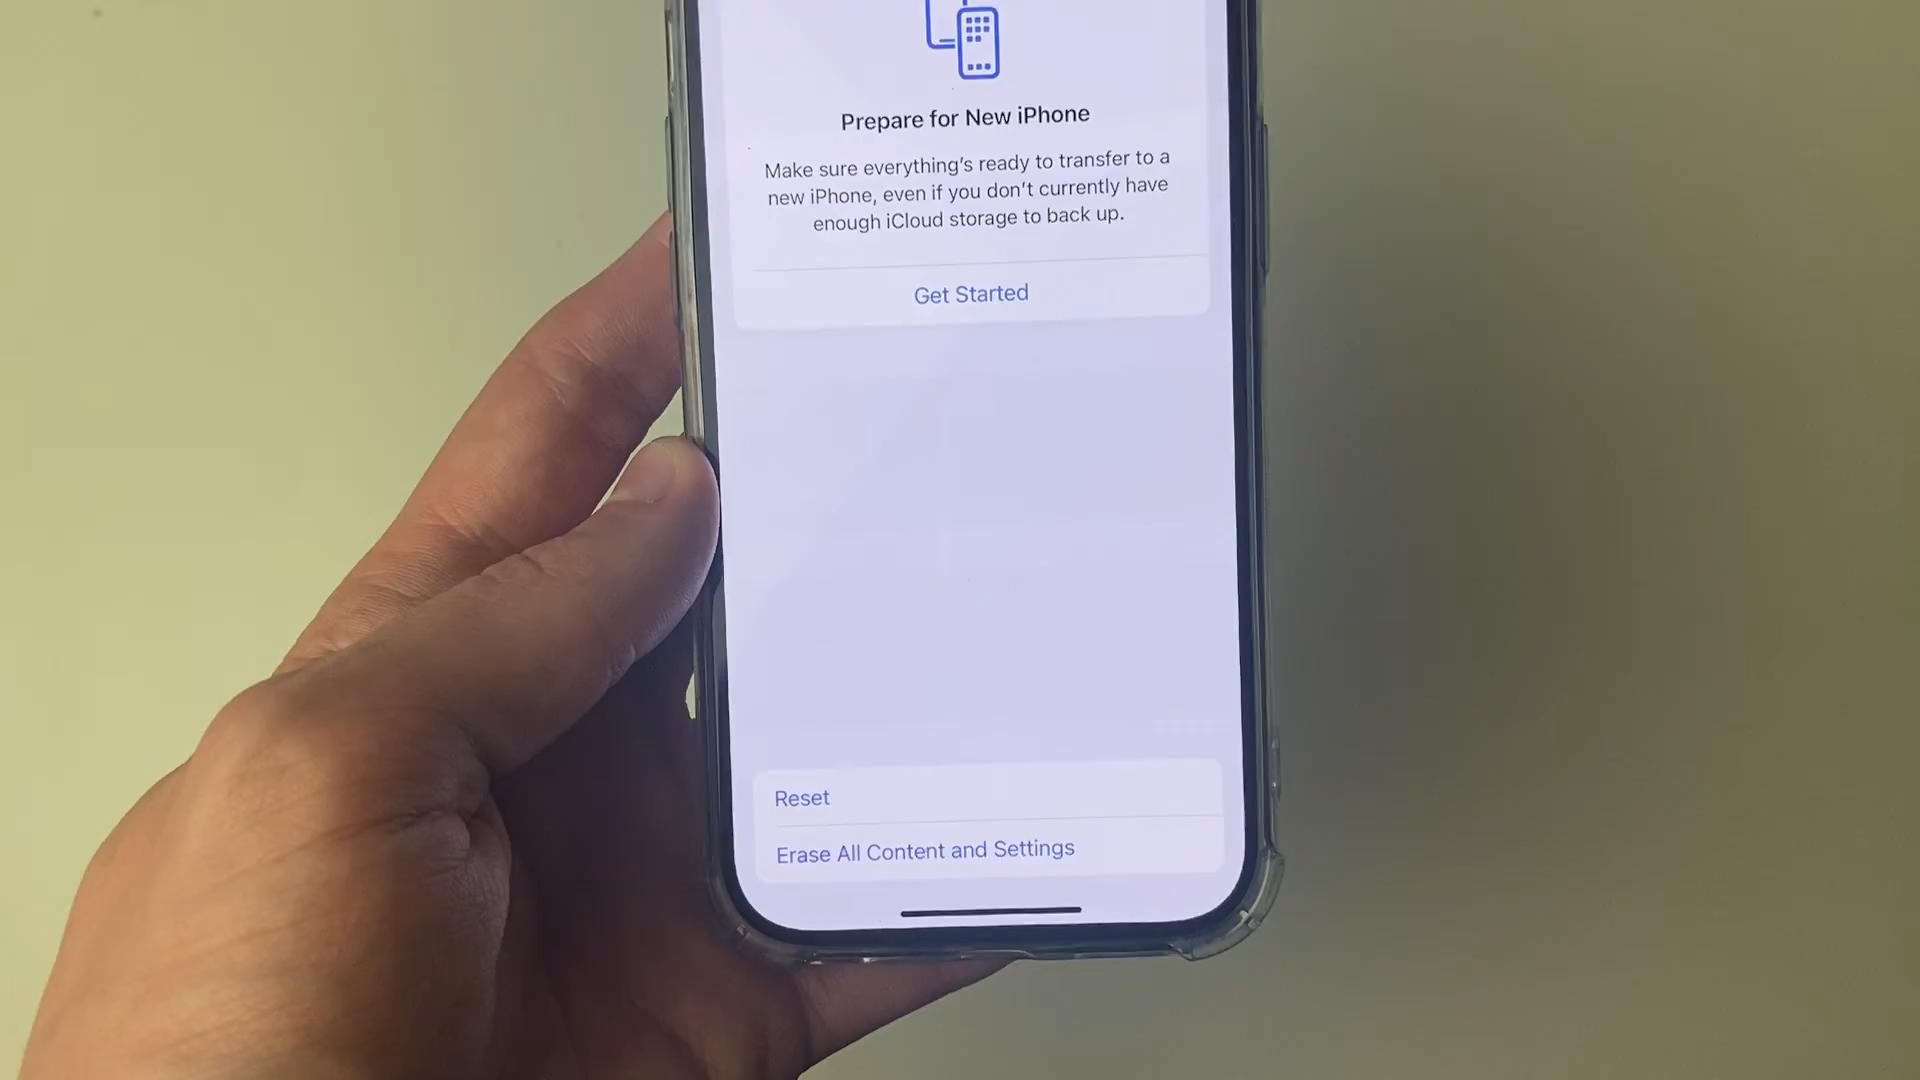 Prepare for New iPhone
Make sure everything's ready to transfer to a
new iPhone, even if you don't currently have
enough iCloud storage to back up.
Get Started
Reset
Erase All Content and Settings